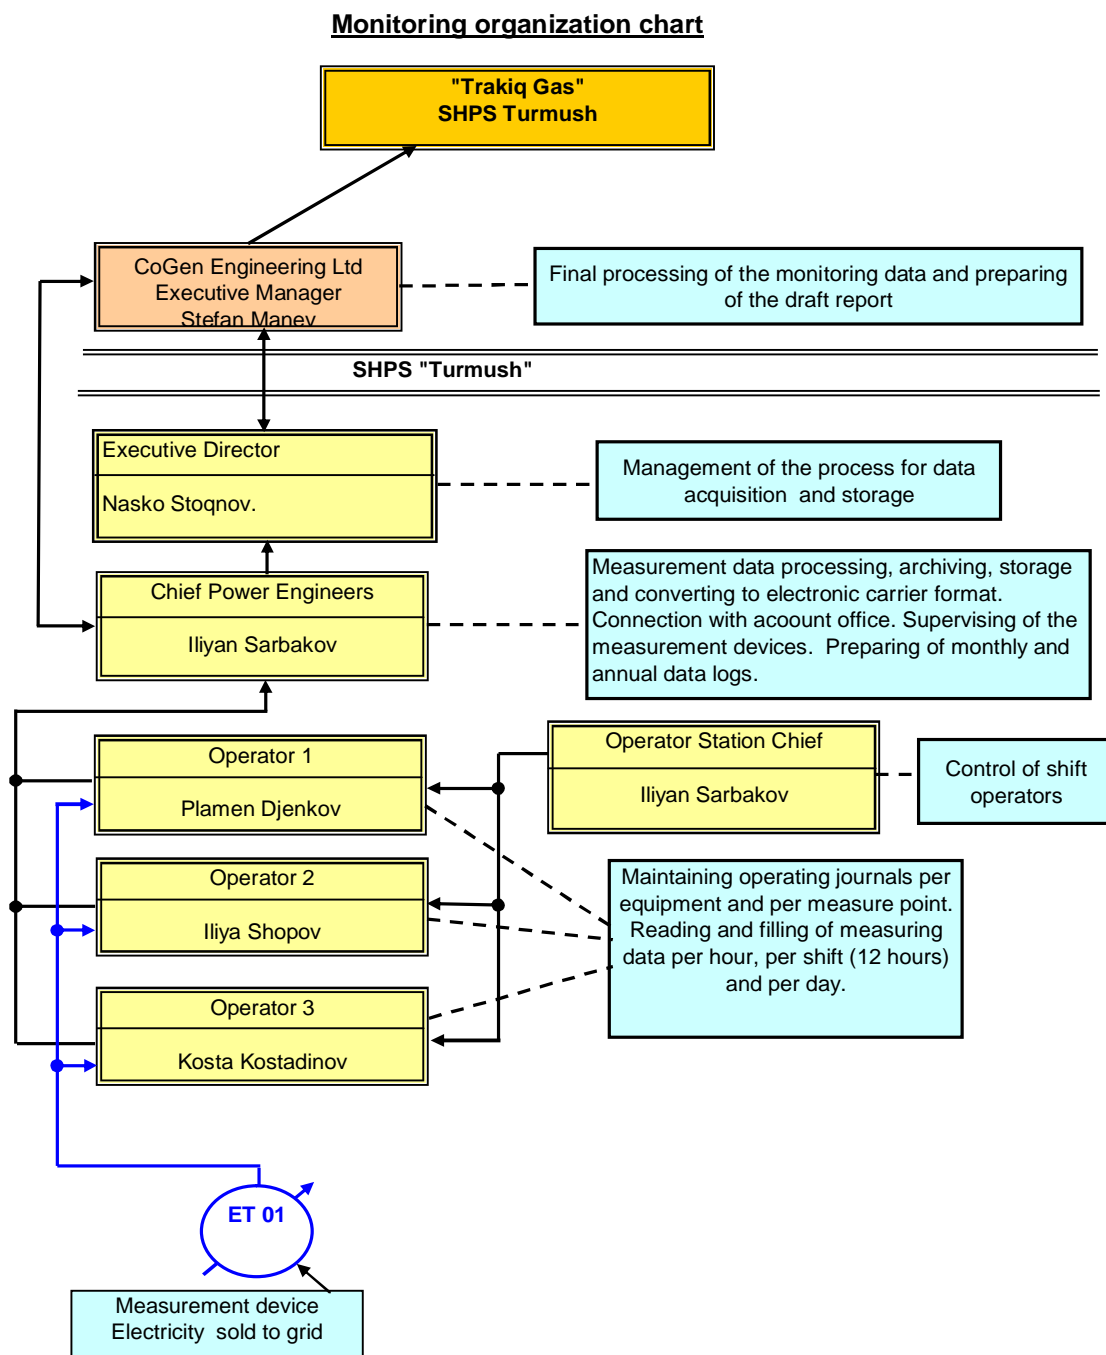 Monitoring organization chart
"Trakiq Gas"
SHPS Turmush
CoGen Engineering Ltd
Executive Manager
Stefan Manev
Final processing of the monitoring data and preparing
of the draft report
SHPS "Turmush"
Executive Director
Nasko Stoqnov.
Management of the process for data
acquisition and storage
Chief Power Engineers
Iliyan Sarbakov
Measurement data processing, archiving, storage
and converting to electronic carrier format.
Connection with acoount office. Supervising of the
measurement devices. Preparing of monthly and
annual data logs.
Operator 1
Plamen Djenkov
Operator Station Chief
Iliyan Sarbakov
Control of shift
operators
Operator 2
Iliya Shopov
Maintaining operating journals per
equipment and per measure point.
Reading and filling of measuring
data per hour, per shift (12 hours)
and per day.
Operator 3
Kosta Kostadinov
ET 01
Measurement device
Electricity sold to grid